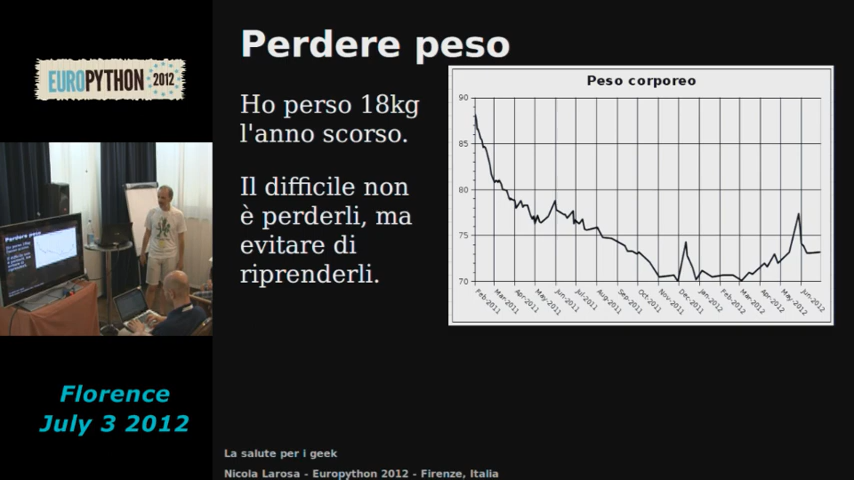 EUROPYTHON 2012
Perdere peso
Ho perso 18kg
l'anno scorso.
Il difficile non
è perderli, ma
evitare di
riprenderli.
Peso corporeo
90
85
80
75
70
Feb-2011
Mar-2011
Apr-2011
May-2011
Jun-2011
Jul-2011
Aug-2011
Sep-2011
Oct-2011
Nov-2011
Dec-2011
Jan-2012
Feb-2012
Mar-2012
Apr-2012
May-2012
Jun-2012
Perdere peso
Florence
July 3 2012
La salute per i geek
Nicola Larosa - Europython 2012 - Firenze, Italia